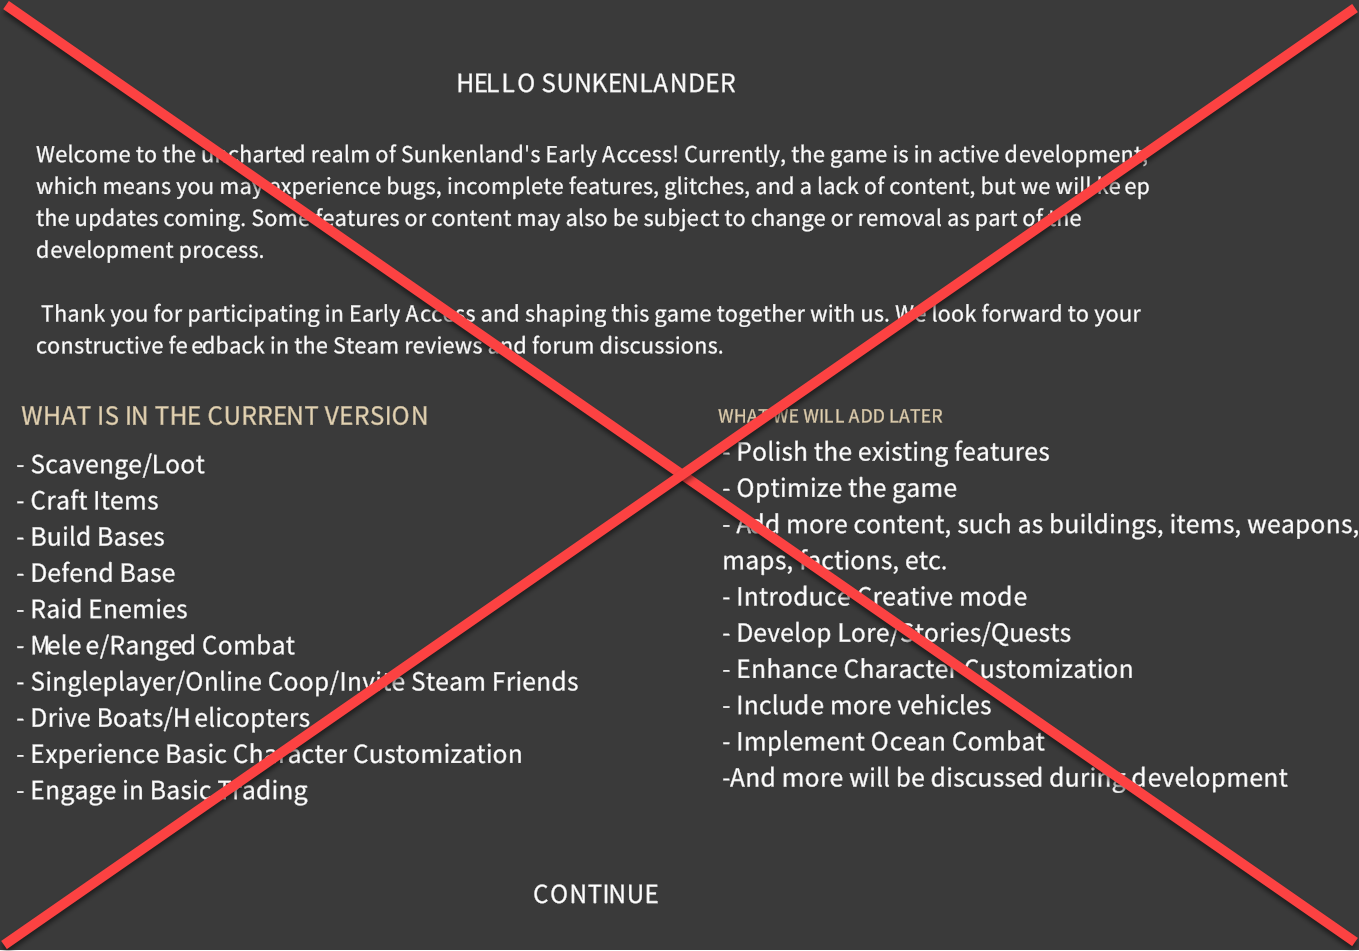 HELLO SUNKENLANDER
Welcome to the uncharted realm of Sunkenland's Early Access! Currently, the game is in active development,
which means you may experience bugs, incomplete features, glitches, and a lack of content, but we will keep
the updates coming. Some features or content may also be subject to change or removal as part of the
development process.
Thank you for participating in Early Access and shaping this game together with us. We look forward to your
constructive feedback in the Steam reviews and forum discussions.
WHAT IS IN THE CURRENT VERSION
- Scavenge/Loot
- Craft Items
- Build Bases
- Defend Base
- Raid Enemies
- Melee/Ranged Combat
- Singleplayer/Online Coop/Invite Steam Friends
- Drive Boats/Helicopters
- Experience Basic Character Customization
- Engage in Basic Trading
WHAT WE WILL ADD LATER
- Polish the existing features
- Optimize the game
- Add more content, such as buildings, items, weapons,
maps, factions, etc.
- Introduce Creative mode
- Develop Lore/Stories/Quests
- Enhance Character Customization
- Include more vehicles
- Implement Ocean Combat
-And more will be discussed during development
CONTINUE